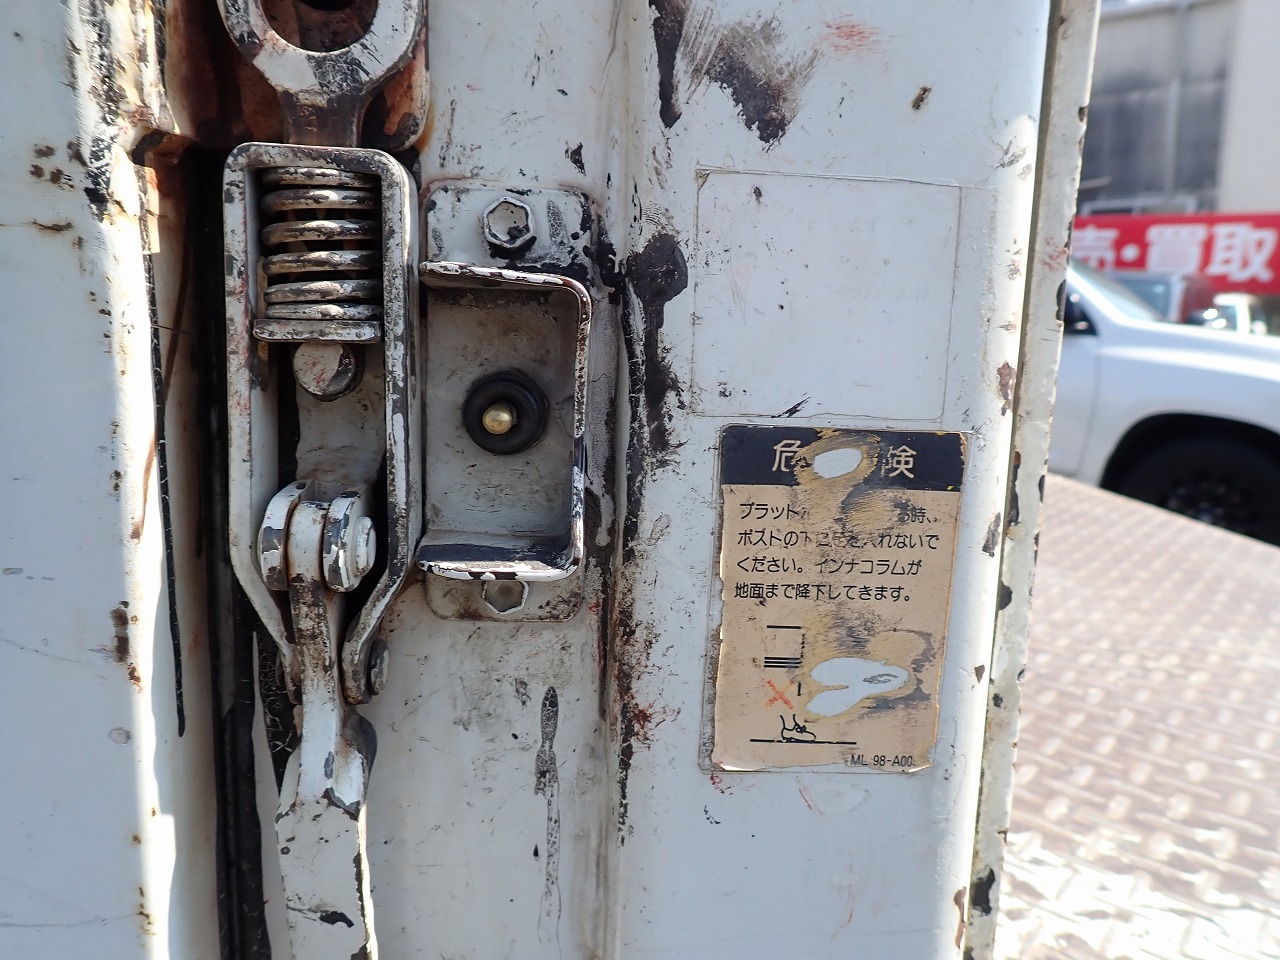 売・買取
危険
プラット 時、
ポストの下に足を入れないで
ください。インナコラムが
地面まで降下してきます。
ML 98-A00